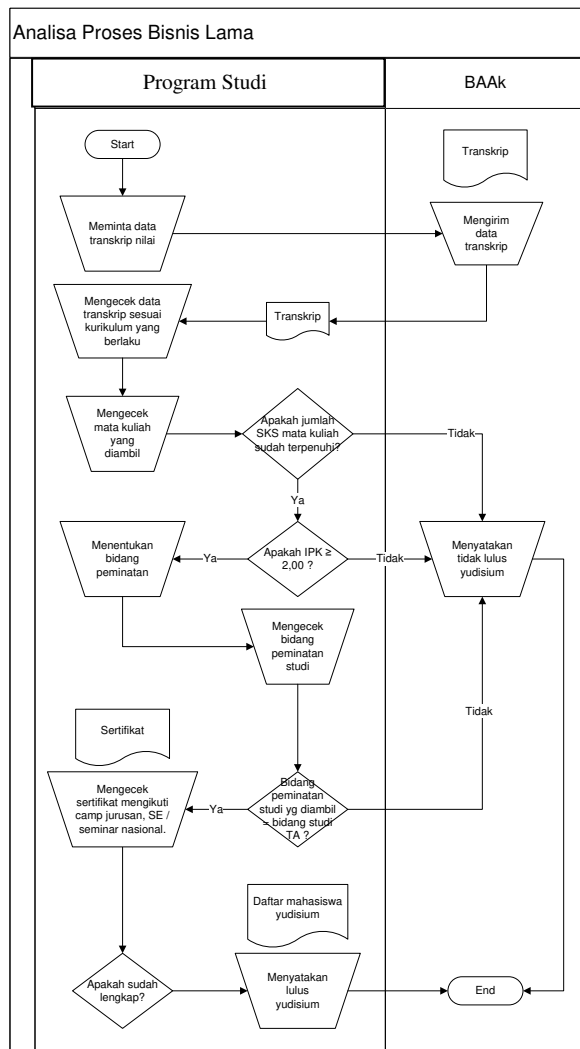 Analisa Proses Bisnis Lama
Program Studi
BAAk
Start
Transkrip
Meminta data
transkrip nilai
Mengirim
data
transkrip
Mengecek data
transkrip sesuai
kurikulum yang
berlaku
Transkrip
Mengecek
mata kuliah
yang
diambil
Apakah jumlah
SKS mata kuliah
sudah terpenuhi?
Tidak
Ya
Menentukan
bidang
peminatan
Ya
Apakah IPK ≥
2,00 ?
Tidak
Menyatakan
tidak lulus
yudisium
Mengecek
bidang
peminatan
studi
Tidak
Sertifikat
Mengecek
sertifikat mengikuti
camp jurusan, SE /
seminar nasional.
Ya
Bidang
peminatan
studi yg diambil
= bidang studi
TA ?
Daftar mahasiswa
yudisium
Apakah sudah
lengkap?
Menyatakan
lulus
yudisium
End